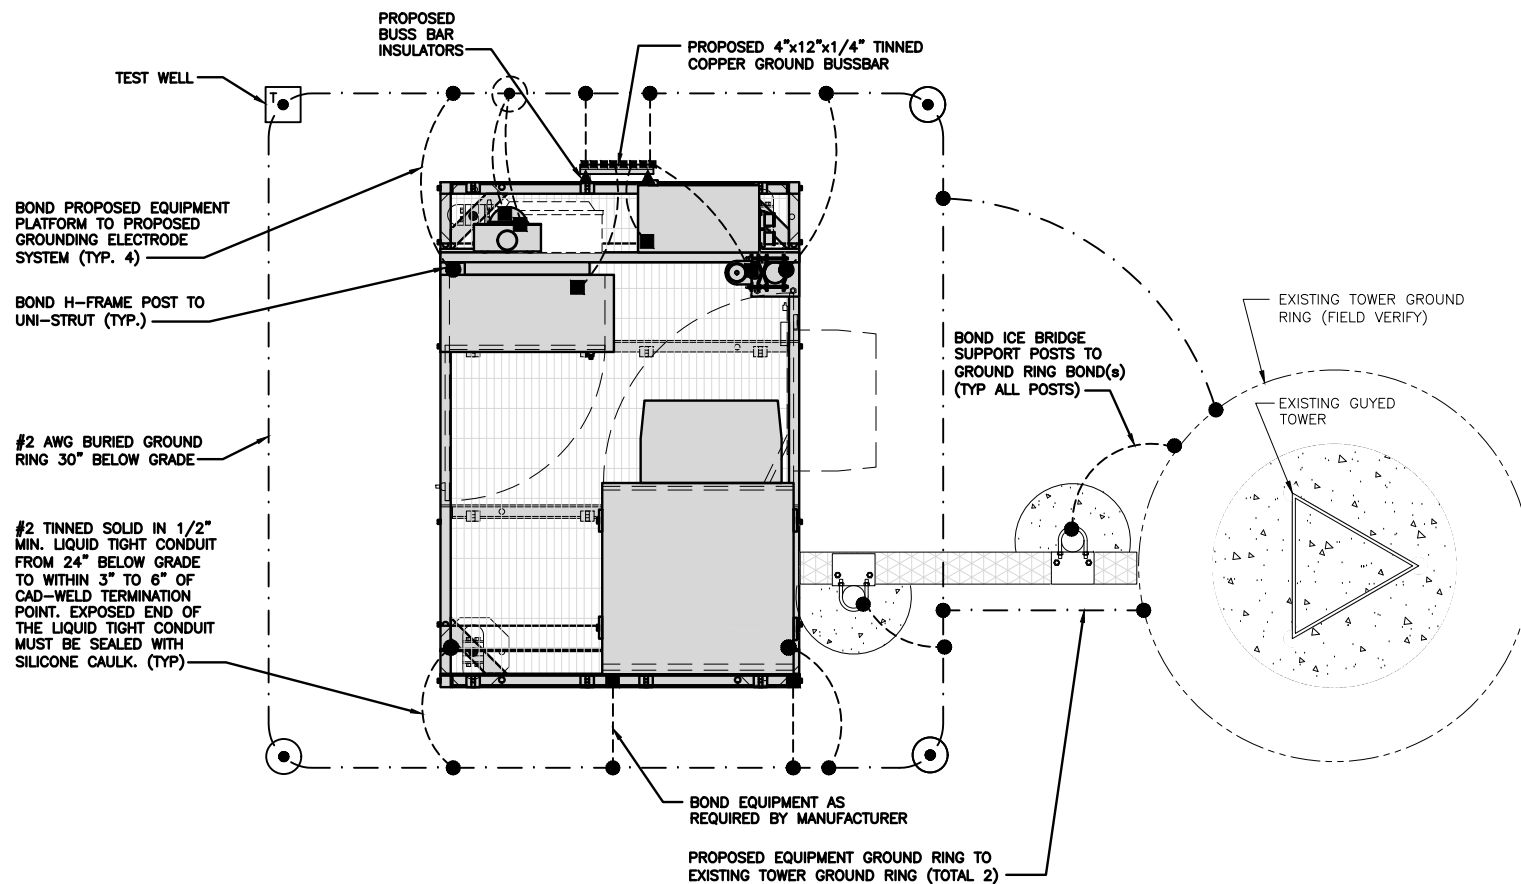 PROPOSED
BUSS BAR
INSULATORS
PROPOSED 4"x12"x1/4" TINNED
COPPER GROUND BUSSBAR
TEST WELL
T
BOND PROPOSED EQUIPMENT
PLATFORM TO PROPOSED
GROUNDING ELECTRODE
SYSTEM (TYP. 4)
BOND H-FRAME POST TO
UNI-STRUT (TYP.)
EXISTING TOWER GROUND
RING (FIELD VERIFY)
BOND ICE BRIDGE
SUPPORT POSTS TO
GROUND RING BOND(s)
(TYP ALL POSTS)
EXISTING GUYED
TOWER
#2 AWG BURIED GROUND
RING 30" BELOW GRADE
#2 TINNED SOLID IN 1/2"
MIN. LIQUID TIGHT CONDUIT
FROM 24" BELOW GRADE
TO WITHIN 3" TO 6" OF
CAD-WELD TERMINATION
POINT. EXPOSED END OF
THE LIQUID TIGHT CONDUIT
MUST BE SEALED WITH
SILICONE CAULK. (TYP)
BOND EQUIPMENT AS
REQUIRED BY MANUFACTURER
PROPOSED EQUIPMENT GROUND RING TO
EXISTING TOWER GROUND RING (TOTAL 2)